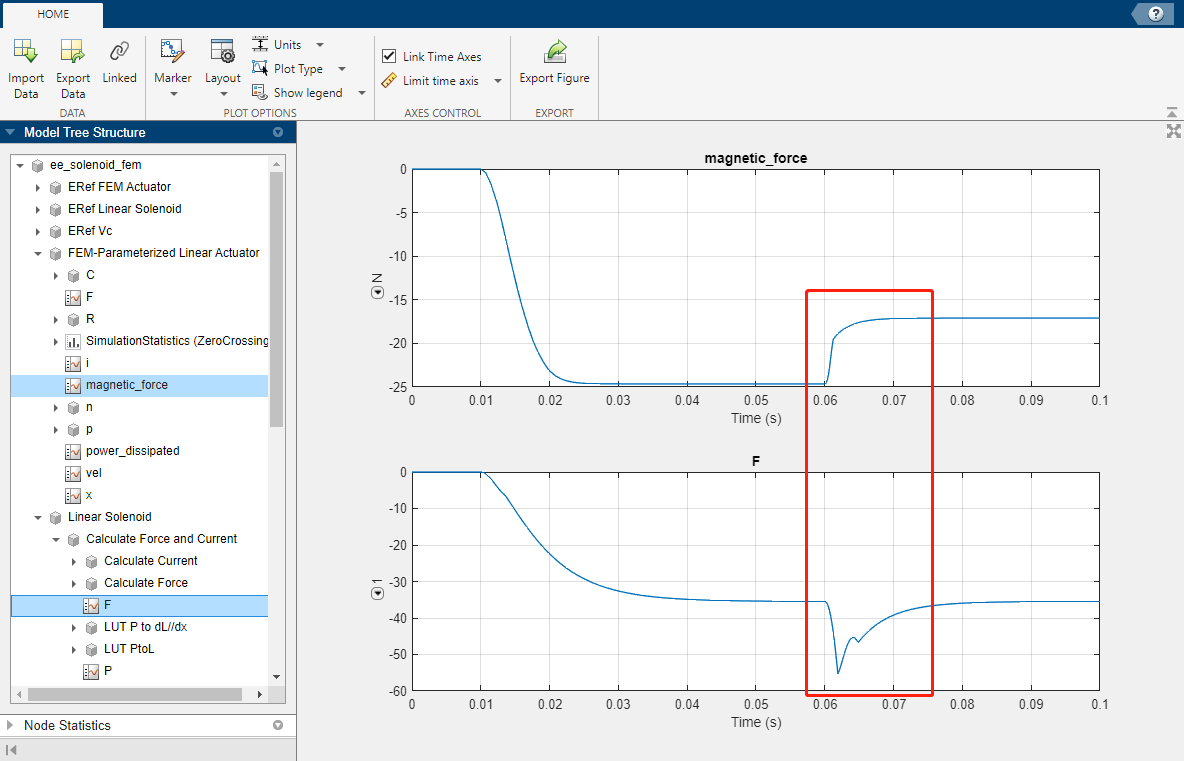 HOME
?
Import Data
Export Data
Linked
Marker
Layout
Units
Plot Type
Show legend
Link Time Axes
Limit time axis
Export Figure
DATA
PLOT OPTIONS
AXES CONTROL
EXPORT
Model Tree Structure
ee_solenoid_fem
ERef FEM Actuator
ERef Linear Solenoid
ERef Vc
FEM-Parameterized Linear Actuator
C
F
R
SimulationStatistics (ZeroCrossing
i
magnetic_force
n
p
power_dissipated
vel
x
Linear Solenoid
Calculate Force and Current
Calculate Current
Calculate Force
F
LUT P to dL//dx
LUT PtoL
P
Node Statistics
magnetic_force
0
-5
-10
-15
-20
-25
N
0 0.01 0.02 0.03 0.04 0.05 0.06 0.07 0.08 0.09 0.1
Time (s)
F
0
-10
-20
-30
-40
-50
-60
1
0 0.01 0.02 0.03 0.04 0.05 0.06 0.07 0.08 0.09 0.1
Time (s)